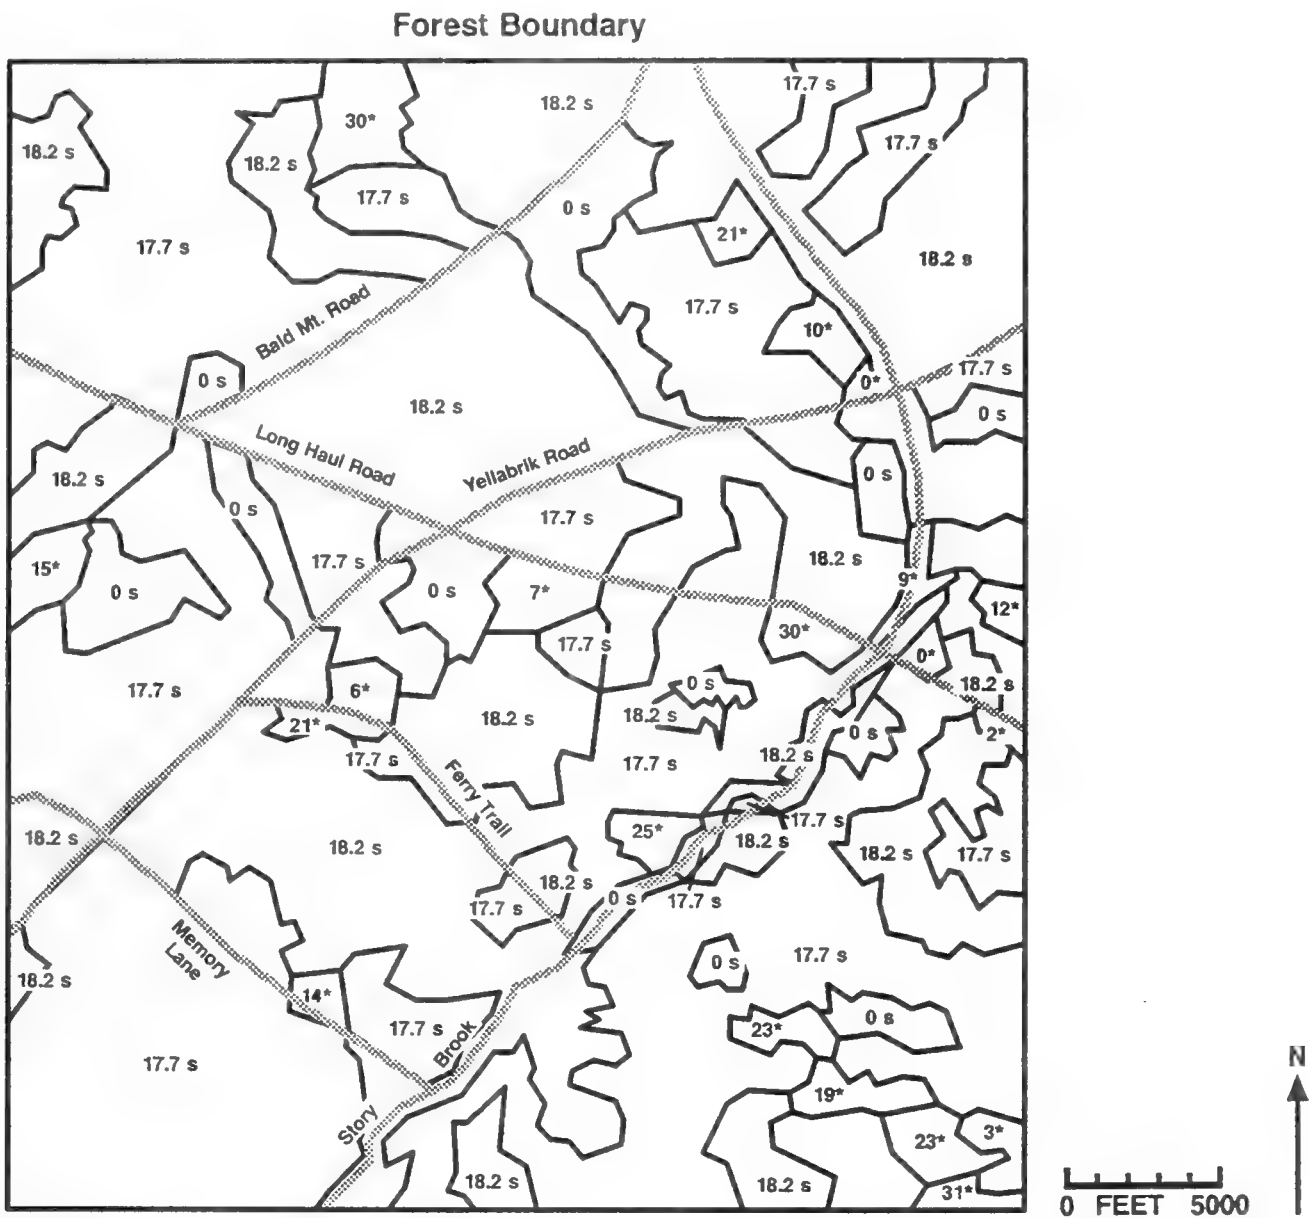 Forest Boundary
17.7 s
18.2 s
30*
17.7 s
18.2 s
18.2 s
17.7 s
0 s
21*
17.7 s
18.2 s
17.7 s
Bald Mt. Road
10*
0 s
0*
17.7 s
18.2 s
0 s
Long Haul Road
Yellabrik Road
18.2 s
0 s
0 s
17.7 s
17.7 s
18.2 s
15*
0 s
0 s
7*
9*
12*
30*
17.7 s
0*
17.7 s
6*
0 s
18.2 s
21*
18.2 s
18.2 s
0 s
2*
17.7 s
Ferry Trail
17.7 s
18.2 s
18.2 s
18.2 s
25*
18.2 s
17.7 s
18.2 s
17.7 s
18.2 s
17.7 s
0 s
17.7 s
Memory
Lane
18.2 s
0 s
17.7 s
14*
17.7 s
Brook
23*
0 s
17.7 s
Story
19*
23*
3*
18.2 s
18.2 s
31*
N
0 FEET 5000